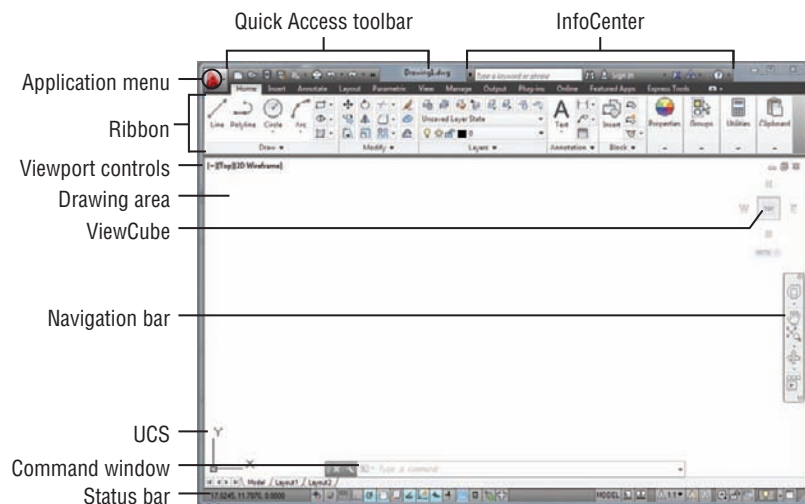 Quick Access toolbar
InfoCenter
Application menu
Drawing1.dwg
Type a keyword or phrase
Sign In
Home Insert Annotate Layout Parametric View Manage Output Plug-ins Online Featured Apps Express Tools
Ribbon
Line Polyline Circle Arc
Unsaved Layer State
0
Text
Insert
Properties
Groups
Utilities
Clipboard
Draw
Modify
Layers
Annotation
Block
Viewport controls
[−][Top][2D Wireframe]
Drawing area
ViewCube
W TOP
Navigation bar
UCS
Y
X
Command window
Type a command
Model Layout1 Layout2
Status bar
MODEL
1:1